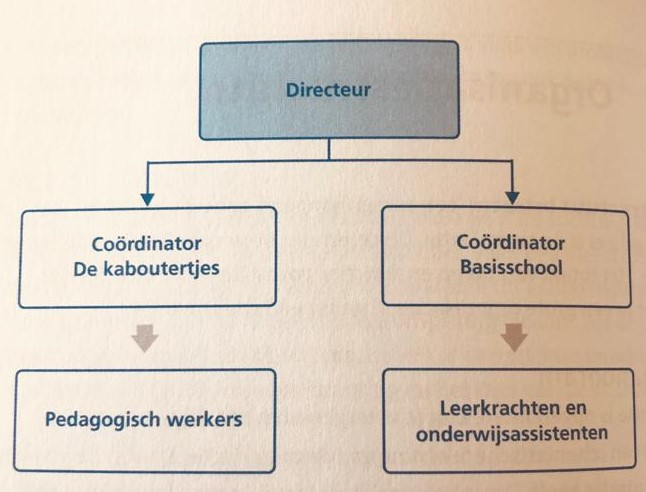 Directeur
Coördinator
De kaboutertjes
Coördinator
Basisschool
Pedagogisch werkers
Leerkrachten en
onderwijsassistenten